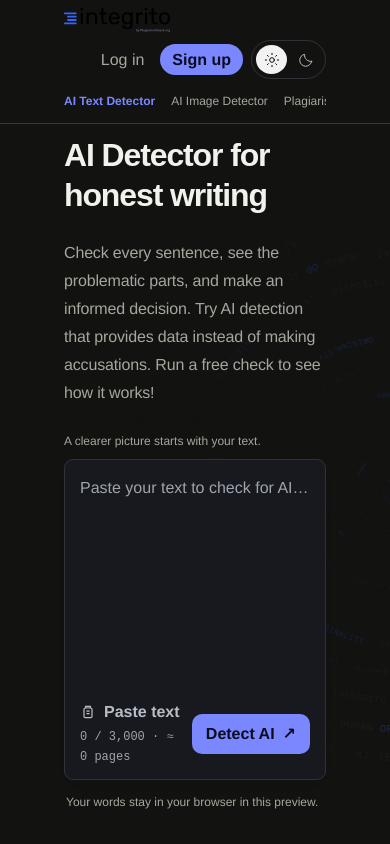 integrito
Log in
Sign up
AI Text Detector
AI Image Detector
Plagiaris
AI Detector for
honest writing
Check every sentence, see the
problematic parts, and make an
informed decision. Try AI detection
that provides data instead of making
accusations. Run a free check to see
how it works!
A clearer picture starts with your text.
Paste your text to check for AI…
Paste text
0 / 3,000 · ≈
0 pages
Detect AI ↗
Your words stay in your browser in this preview.